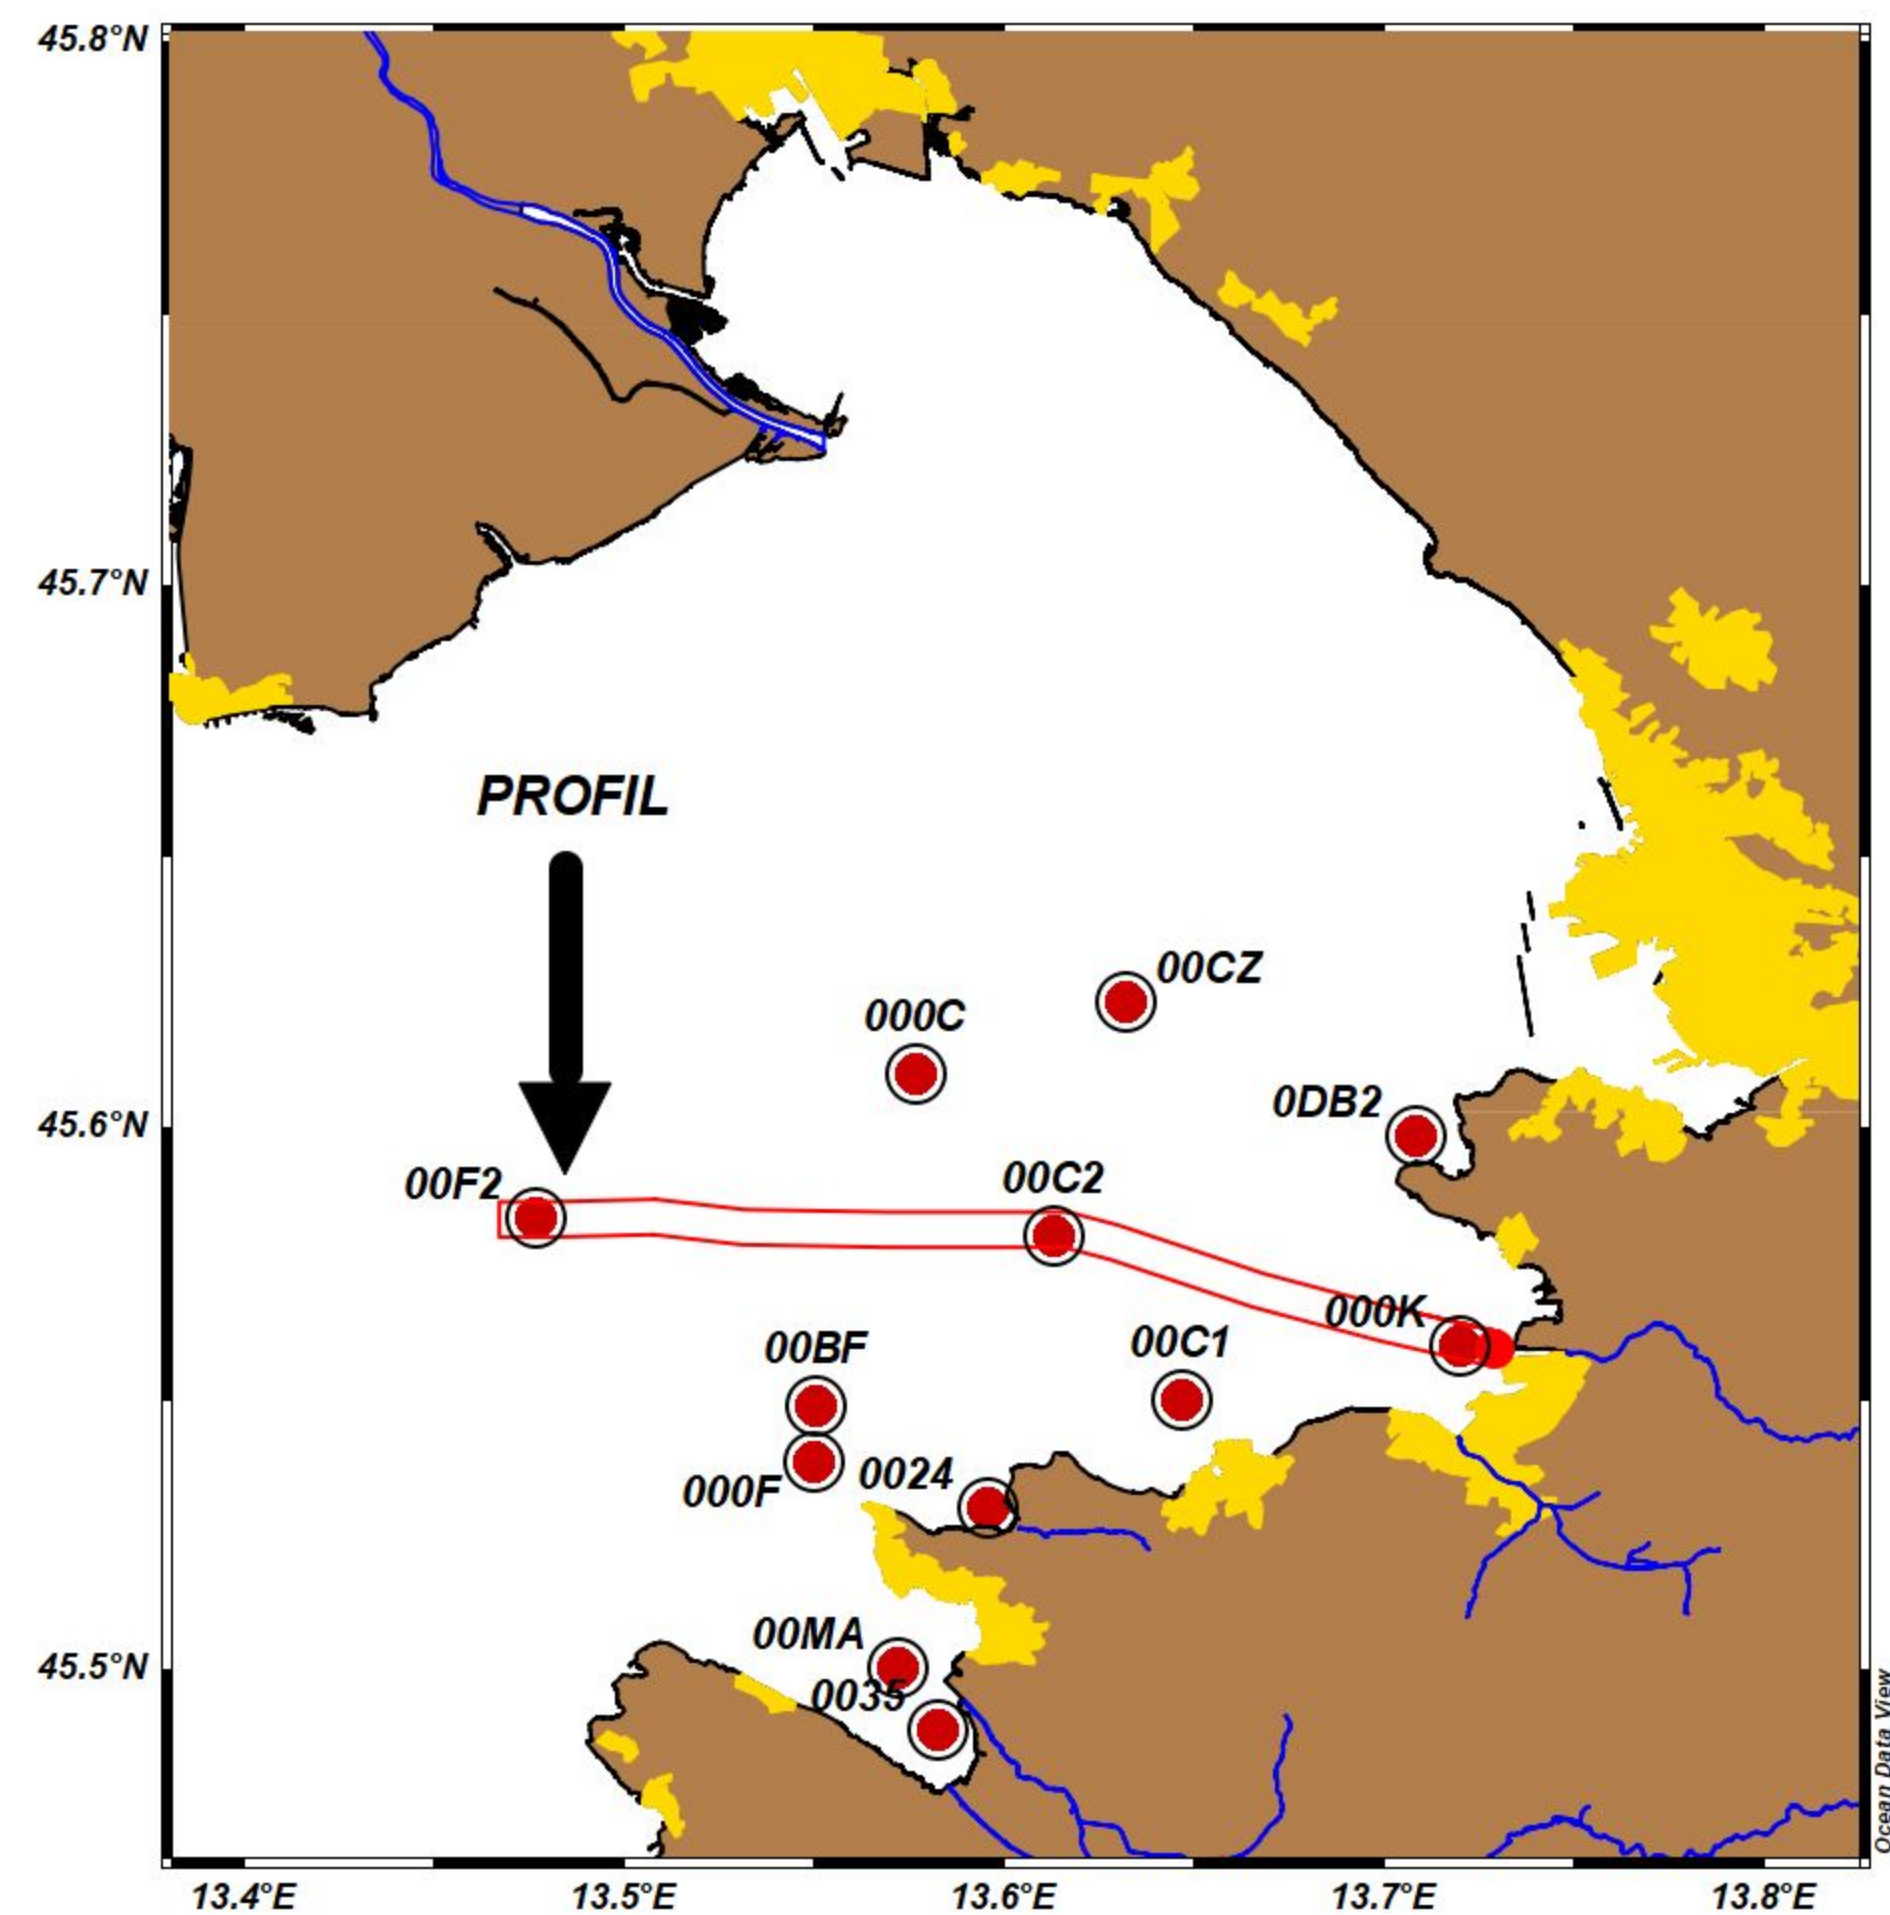 45.8°N
45.7°N
PROFIL
00CZ
000C
0DB2
45.6°N
00F2
00C2
000K
00C1
00BF
000F
0024
00MA
0035
45.5°N
13.4°E
13.5°E
13.6°E
13.7°E
13.8°E
Ocean Data View